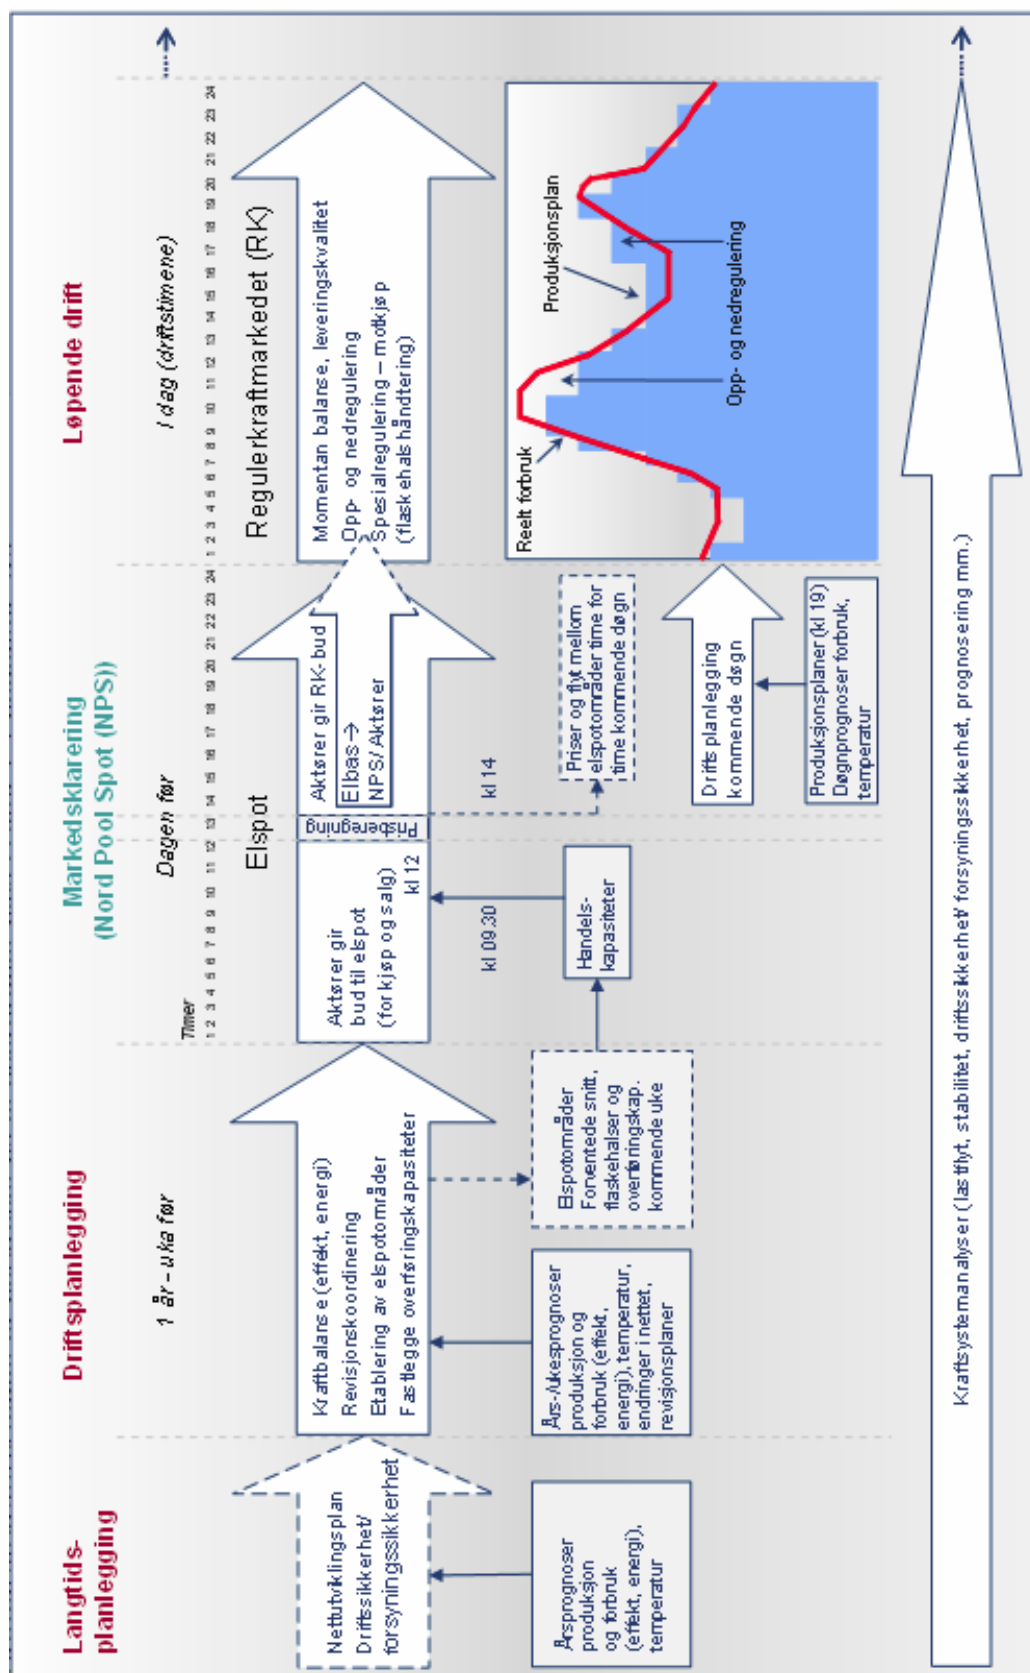 Langtids-
planlegging
Driftsplanlegging
Markedsklarering
(Nord Pool Spot (NPS))
Løpende drift
1 år - uka før
Dagen før
I dag (driftstimene)
Timer
1 2 3 4 5 6 7 8 9 10 11 12 13 14 15 16 17 18 19 20 21 22 23 24
1 2 3 4 5 6 7 8 9 10 11 12 13 14 15 16 17 18 19 20 21 22 23 24
Elspot
Regulerkraftmarkedet (RK)
Nettutviklingsplan
Driftssikkerhet/
forsyningssikkerhet
Kraftbalanse (effekt, energi)
Revisjonskoordinering
Etablering av elspotområder
Fastlegge overføringskapasiteter
Aktører gir
bud til elspot
(for kjøp og salg)
kl 12
Prisberegning
Aktører gir RK-bud
Elbas →
NPS/Aktører
Momentan balanse, leveringskvalitet
Opp- og nedregulering
Spesialregulering – motkjøp
(flaskehalshåndtering)
kl 09.30
kl 14
Årsprognoser
produksjon
og forbruk
(effekt, energi),
temperatur
Års-/ukesprognoser
produksjon og
forbruk (effekt,
energi), temperatur,
endringer i nettet,
revisjonsplaner
Elspotområder
Forventede snitt,
flaskehalser og
overføringskap.
kommende uke
Handels-
kapasiteter
Priser og flyt mellom
elspotområder time for
time kommende døgn
Driftsplanlegging
kommende døgn
Produksjonsplaner (kl 19)
Døgnprognoser forbruk,
temperatur
Reelt forbruk
Produksjonsplan
Opp- og nedregulering
Kraftsystemanalyser (lastflyt, stabilitet, driftssikkerhet/ forsyningssikkerhet, prognosering mm.)